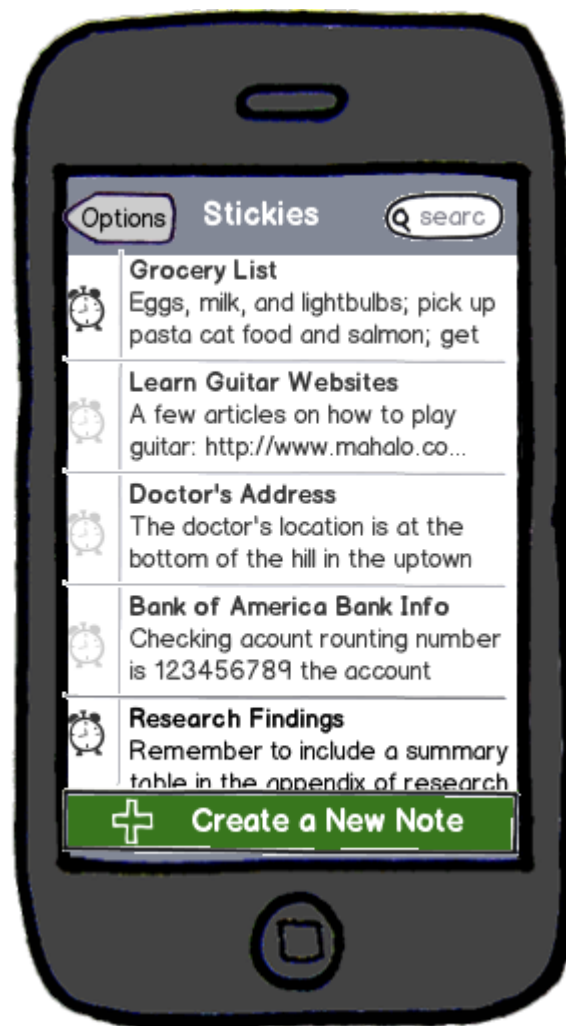 Options
Stickies
searc
Grocery List
Eggs, milk, and lightbulbs; pick up
pasta cat food and salmon; get
Learn Guitar Websites
A few articles on how to play
guitar: http://www.mahalo.co...
Doctor's Address
The doctor's location is at the
bottom of the hill in the uptown
Bank of America Bank Info
Checking acount rounting number
is 123456789 the account
Research Findings
Remember to include a summary
table in the appendix of research
Create a New Note